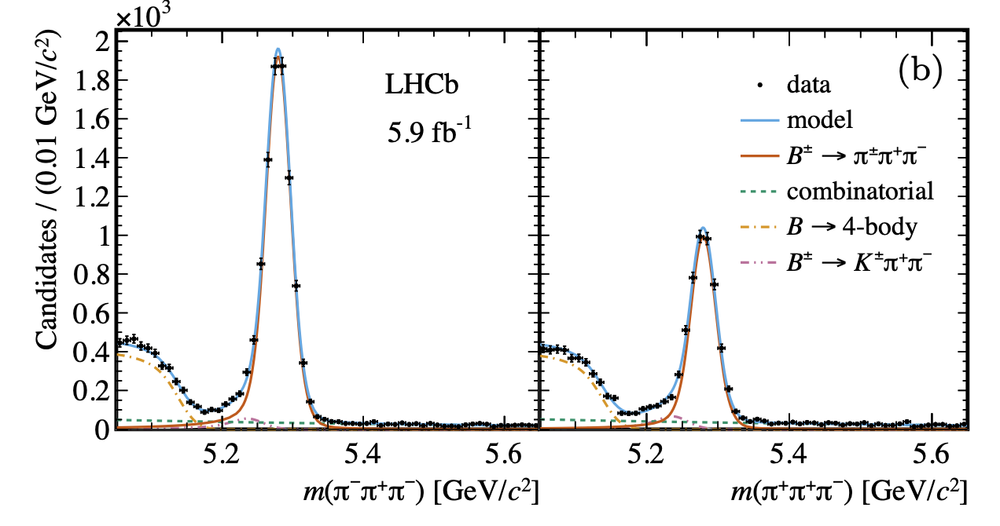 ×10³
Candidates / (0.01 GeV/c²)
2
1.8
1.6
1.4
1.2
1
0.8
0.6
0.4
0.2
0
LHCb
5.9 fb⁻¹
5.2 5.4 5.6
m(π⁻π⁺π⁻) [GeV/c²]
(b)
data
model
B± → π±π⁺π⁻
combinatorial
B → 4-body
B± → K±π⁺π⁻
5.2 5.4 5.6
m(π⁺π⁺π⁻) [GeV/c²]